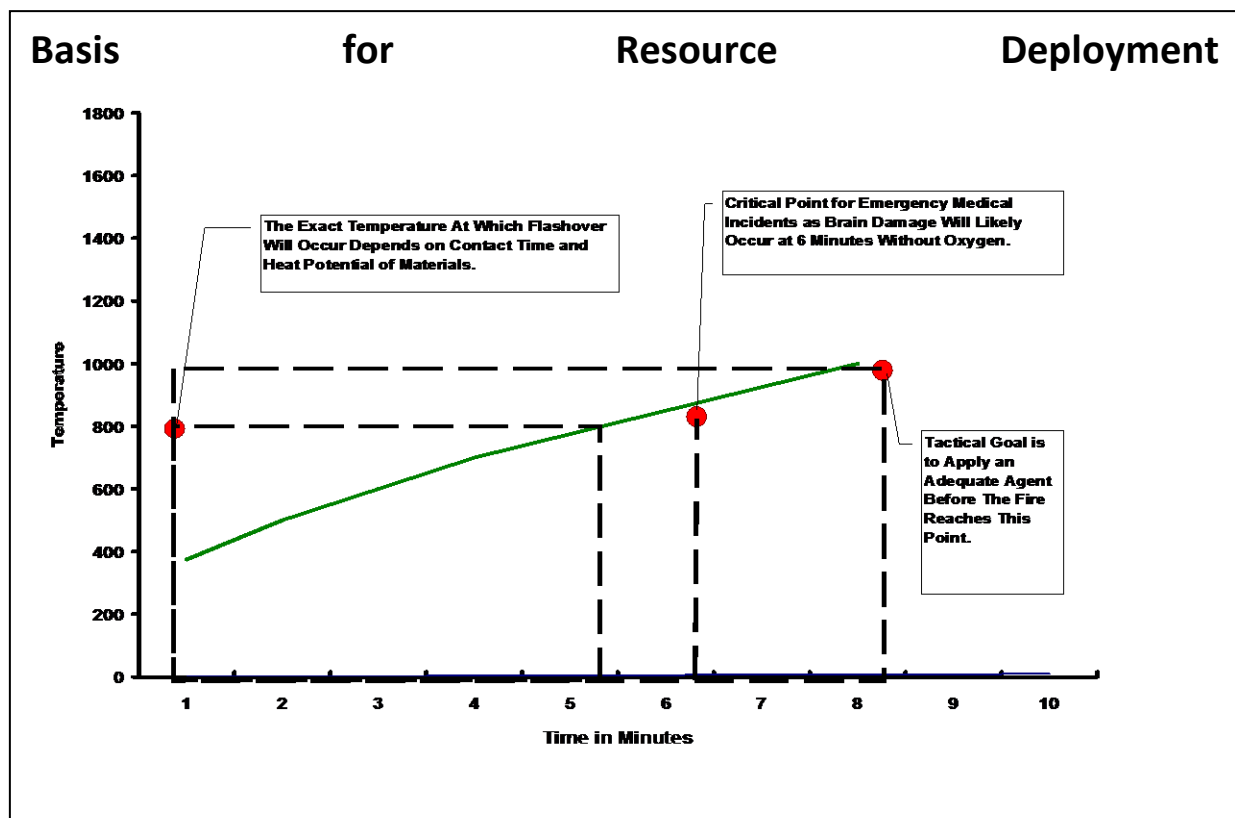 Basis for Resource Deployment
1800
1600
1400
1200
1000
800
600
400
200
0
Temperature
The Exact Temperature At Which Flashover
Will Occur Depends on Contact Time and
Heat Potential of Materials.
Critical Point for Emergency Medical
Incidents as Brain Damage Will Likely
Occur at 6 Minutes Without Oxygen.
Tactical Goal is
to Apply an
Adequate Agent
Before The Fire
Reaches This
Point.
1 2 3 4 5 6 7 8 9 10
Time in Minutes